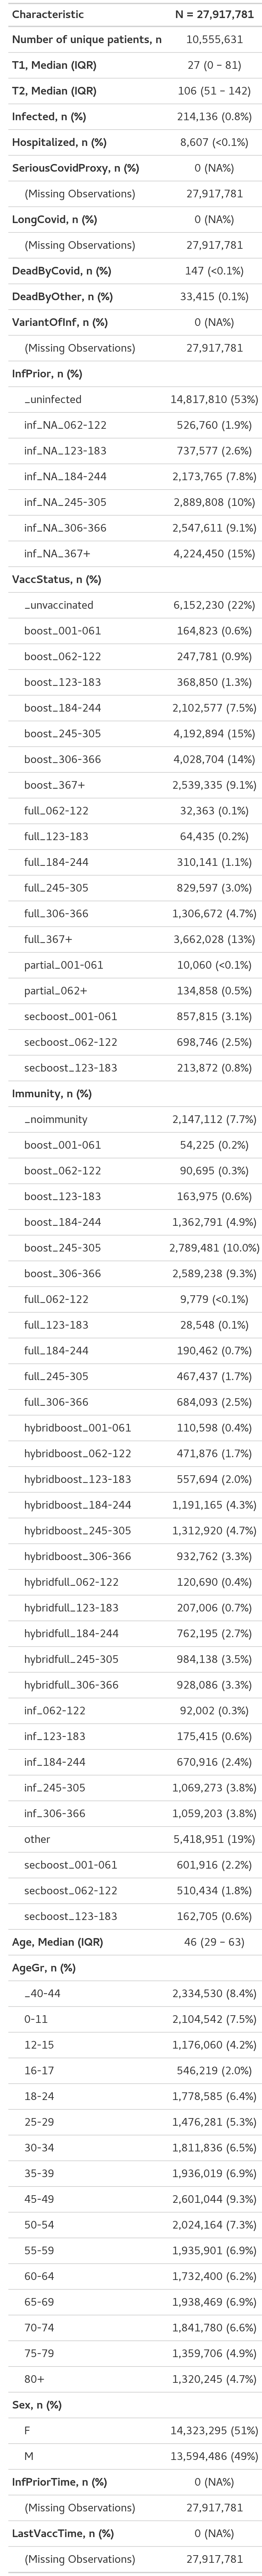 Characteristic N = 27,917,781
Number of unique patients, n 10,555,631
T1, Median (IQR) 27 (0 – 81)
T2, Median (IQR) 106 (51 – 142)
Infected, n (%) 214,136 (0.8%)
Hospitalized, n (%) 8,607 (<0.1%)
SeriousCovidProxy, n (%) 0 (NA%)
(Missing Observations) 27,917,781
LongCovid, n (%) 0 (NA%)
(Missing Observations) 27,917,781
DeadByCovid, n (%) 147 (<0.1%)
DeadByOther, n (%) 33,415 (0.1%)
VariantOfInf, n (%) 0 (NA%)
(Missing Observations) 27,917,781
InfPrior, n (%)
_uninfected 14,817,810 (53%)
inf_NA_062-122 526,760 (1.9%)
inf_NA_123-183 737,577 (2.6%)
inf_NA_184-244 2,173,765 (7.8%)
inf_NA_245-305 2,889,808 (10%)
inf_NA_306-366 2,547,611 (9.1%)
inf_NA_367+ 4,224,450 (15%)
VaccStatus, n (%)
_unvaccinated 6,152,230 (22%)
boost_001-061 164,823 (0.6%)
boost_062-122 247,781 (0.9%)
boost_123-183 368,850 (1.3%)
boost_184-244 2,102,577 (7.5%)
boost_245-305 4,192,894 (15%)
boost_306-366 4,028,704 (14%)
boost_367+ 2,539,335 (9.1%)
full_062-122 32,363 (0.1%)
full_123-183 64,435 (0.2%)
full_184-244 310,141 (1.1%)
full_245-305 829,597 (3.0%)
full_306-366 1,306,672 (4.7%)
full_367+ 3,662,028 (13%)
partial_001-061 10,060 (<0.1%)
partial_062+ 134,858 (0.5%)
secboost_001-061 857,815 (3.1%)
secboost_062-122 698,746 (2.5%)
secboost_123-183 213,872 (0.8%)
Immunity, n (%)
_noimmunity 2,147,112 (7.7%)
boost_001-061 54,225 (0.2%)
boost_062-122 90,695 (0.3%)
boost_123-183 163,975 (0.6%)
boost_184-244 1,362,791 (4.9%)
boost_245-305 2,789,481 (10.0%)
boost_306-366 2,589,238 (9.3%)
full_062-122 9,779 (<0.1%)
full_123-183 28,548 (0.1%)
full_184-244 190,462 (0.7%)
full_245-305 467,437 (1.7%)
full_306-366 684,093 (2.5%)
hybridboost_001-061 110,598 (0.4%)
hybridboost_062-122 471,876 (1.7%)
hybridboost_123-183 557,694 (2.0%)
hybridboost_184-244 1,191,165 (4.3%)
hybridboost_245-305 1,312,920 (4.7%)
hybridboost_306-366 932,762 (3.3%)
hybridfull_062-122 120,690 (0.4%)
hybridfull_123-183 207,006 (0.7%)
hybridfull_184-244 762,195 (2.7%)
hybridfull_245-305 984,138 (3.5%)
hybridfull_306-366 928,086 (3.3%)
inf_062-122 92,002 (0.3%)
inf_123-183 175,415 (0.6%)
inf_184-244 670,916 (2.4%)
inf_245-305 1,069,273 (3.8%)
inf_306-366 1,059,203 (3.8%)
other 5,418,951 (19%)
secboost_001-061 601,916 (2.2%)
secboost_062-122 510,434 (1.8%)
secboost_123-183 162,705 (0.6%)
Age, Median (IQR) 46 (29 – 63)
AgeGr, n (%)
_40-44 2,334,530 (8.4%)
0-11 2,104,542 (7.5%)
12-15 1,176,060 (4.2%)
16-17 546,219 (2.0%)
18-24 1,778,585 (6.4%)
25-29 1,476,281 (5.3%)
30-34 1,811,836 (6.5%)
35-39 1,936,019 (6.9%)
45-49 2,601,044 (9.3%)
50-54 2,024,164 (7.3%)
55-59 1,935,901 (6.9%)
60-64 1,732,400 (6.2%)
65-69 1,938,469 (6.9%)
70-74 1,841,780 (6.6%)
75-79 1,359,706 (4.9%)
80+ 1,320,245 (4.7%)
Sex, n (%)
F 14,323,295 (51%)
M 13,594,486 (49%)
InfPriorTime, n (%) 0 (NA%)
(Missing Observations) 27,917,781
LastVaccTime, n (%) 0 (NA%)
(Missing Observations) 27,917,781